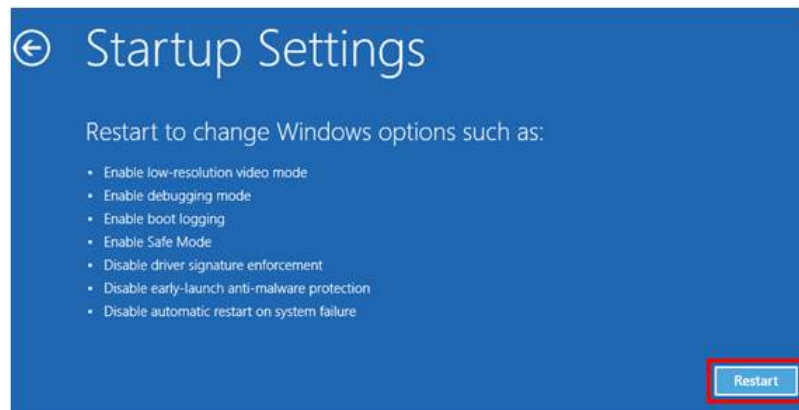 Startup Settings
Restart to change Windows options such as:
• Enable low-resolution video mode
• Enable debugging mode
• Enable boot logging
• Enable Safe Mode
• Disable driver signature enforcement
• Disable early-launch anti-malware protection
• Disable automatic restart on system failure
Restart